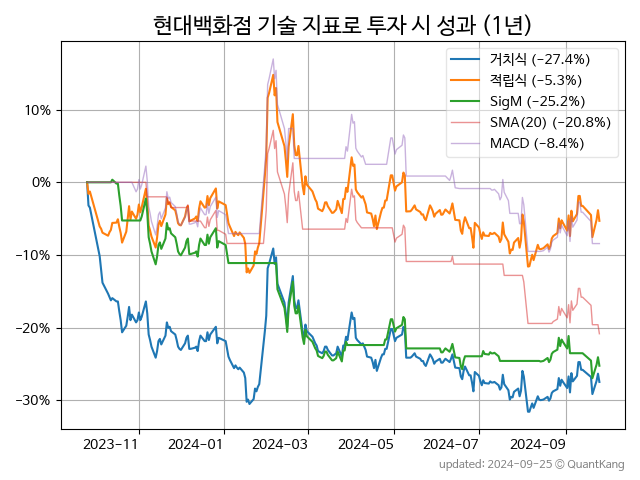 현대백화점 기술 지표로 투자 시 성과 (1년)
거치식 (−27.4%)
적립식 (−5.3%)
SigM (−25.2%)
SMA(20) (−20.8%)
MACD (−8.4%)
10%
0%
−10%
−20%
−30%
2023-11
2024-01
2024-03
2024-05
2024-07
2024-09
updated: 2024-09-25 © QuantKang